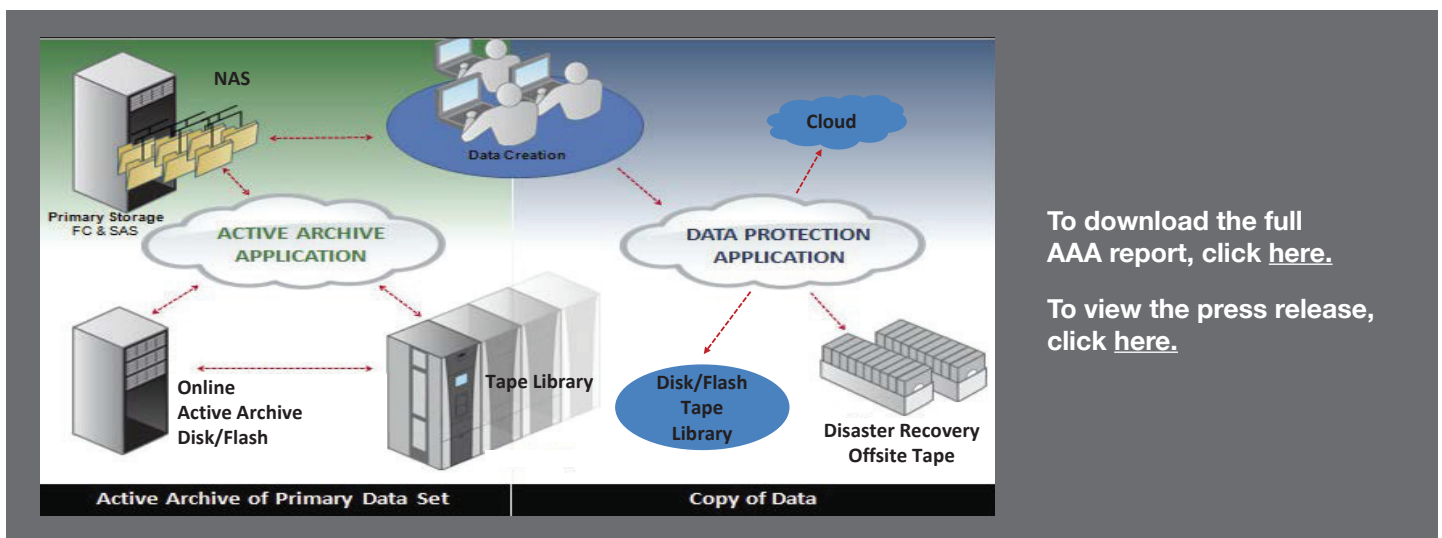 NAS
Data Creation
Cloud
Primary Storage
FC & SAS
ACTIVE ARCHIVE
APPLICATION
DATA PROTECTION
APPLICATION
Online
Active Archive
Disk/Flash
Tape Library
Disk/Flash
Tape
Library
Disaster Recovery
Offsite Tape
Active Archive of Primary Data Set
Copy of Data
To download the full
AAA report, click here.
To view the press release,
click here.